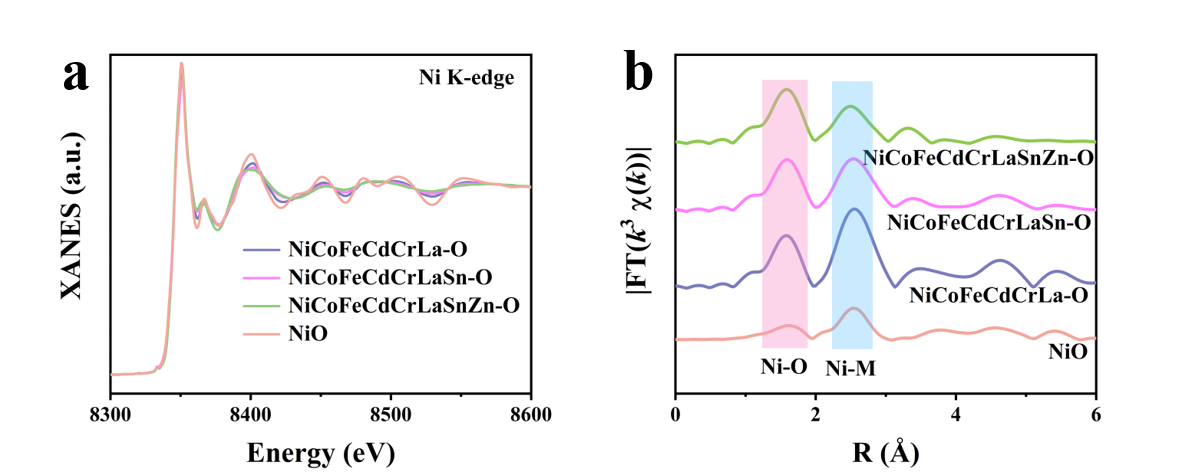 a
Ni K-edge
XANES (a.u.)
NiCoFeCdCrLa-O
NiCoFeCdCrLaSn-O
NiCoFeCdCrLaSnZn-O
NiO
8300
8400
8500
8600
Energy (eV)
b
|FT(k³ χ(k))|
NiCoFeCdCrLaSnZn-O
NiCoFeCdCrLaSn-O
NiCoFeCdCrLa-O
NiO
Ni-O
Ni-M
0
2
4
6
R (Å)